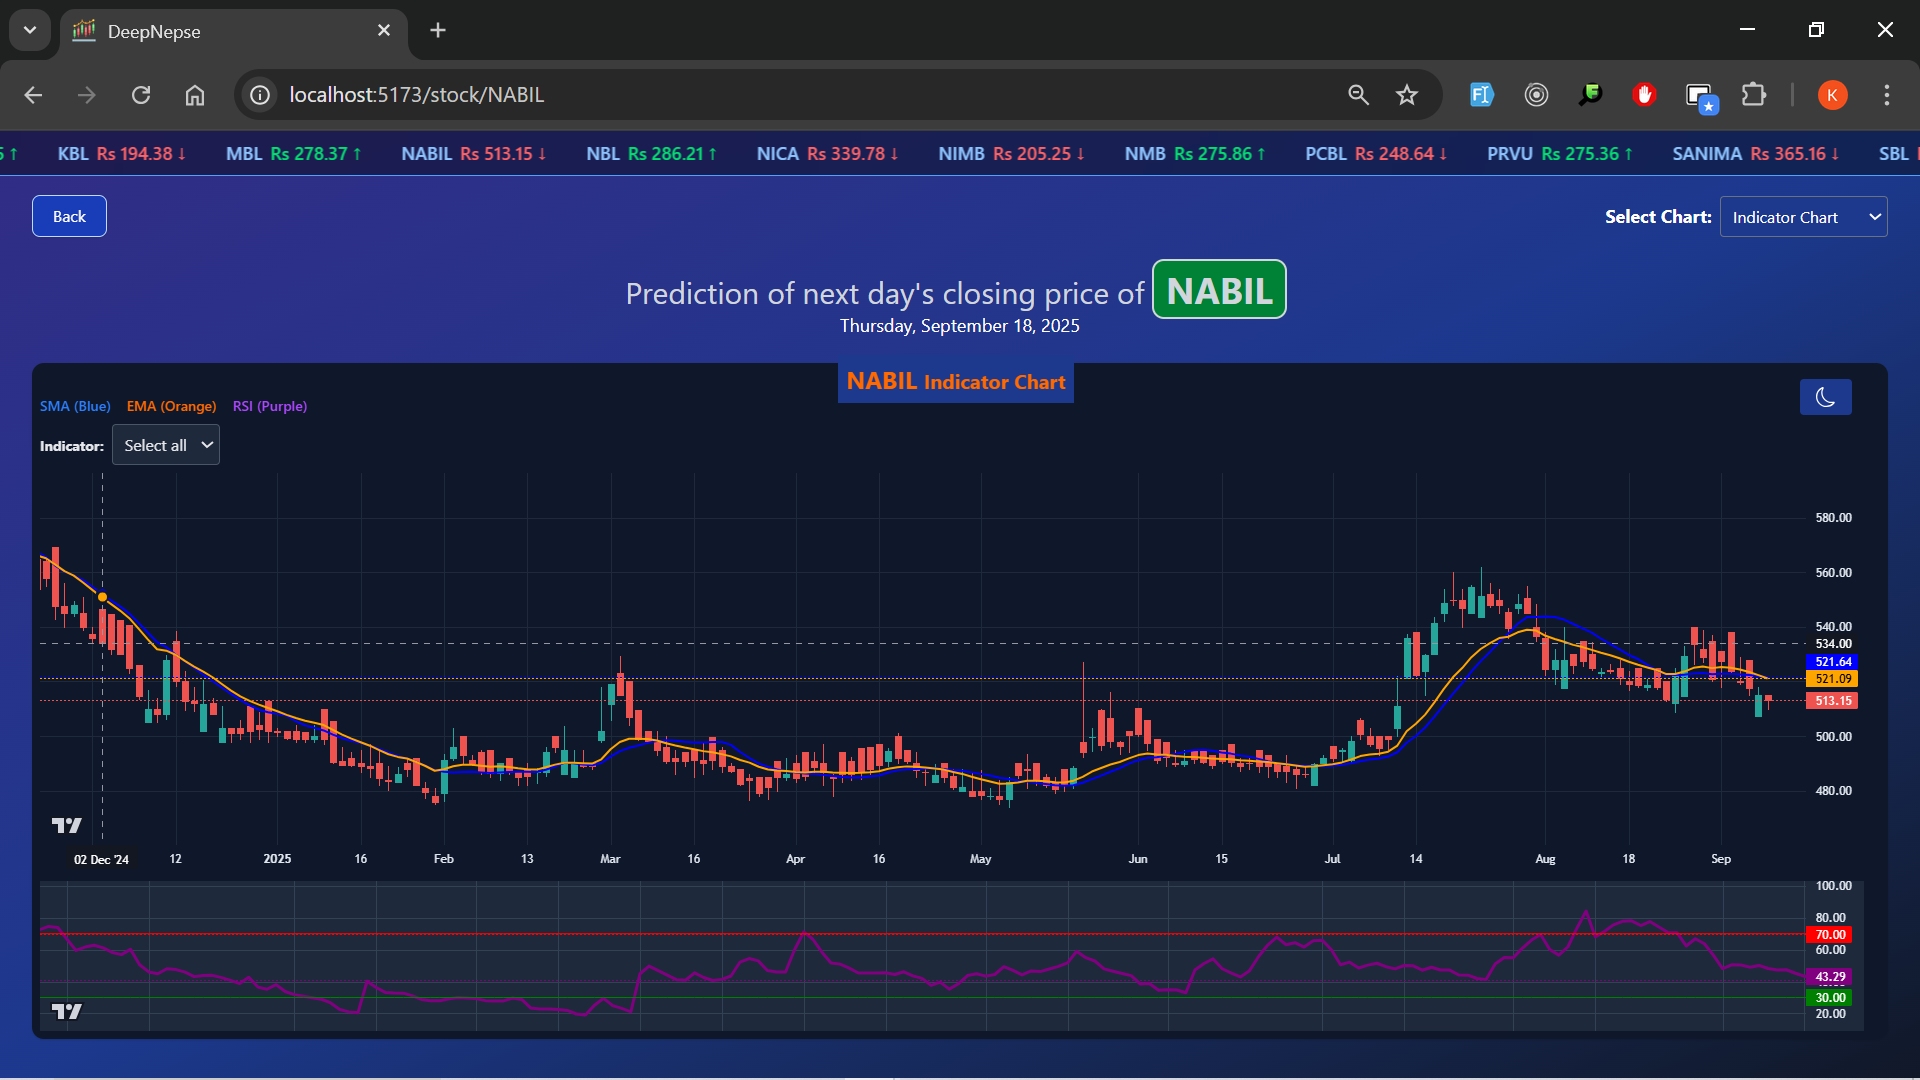 DeepNepse
localhost:5173/stock/NABIL
K
5 ↑ KBL Rs 194.38 ↓ MBL Rs 278.37 ↑ NABIL Rs 513.15 ↓ NBL Rs 286.21 ↑ NICA Rs 339.78 ↓ NIMB Rs 205.25 ↓ NMB Rs 275.86 ↑ PCBL Rs 248.64 ↓ PRVU Rs 275.36 ↑ SANIMA Rs 365.16 ↓ SBL
Back
Select Chart: Indicator Chart
Prediction of next day's closing price of NABIL
Thursday, September 18, 2025
NABIL Indicator Chart
SMA (Blue) EMA (Orange) RSI (Purple)
Indicator: Select all
580.00
560.00
540.00
534.00
521.64
521.09
513.15
500.00
480.00
02 Dec '24 12 2025 16 Feb 13 Mar 16 Apr 16 May Jun 15 Jul 14 Aug 18 Sep
100.00
80.00
70.00
60.00
43.29
30.00
20.00